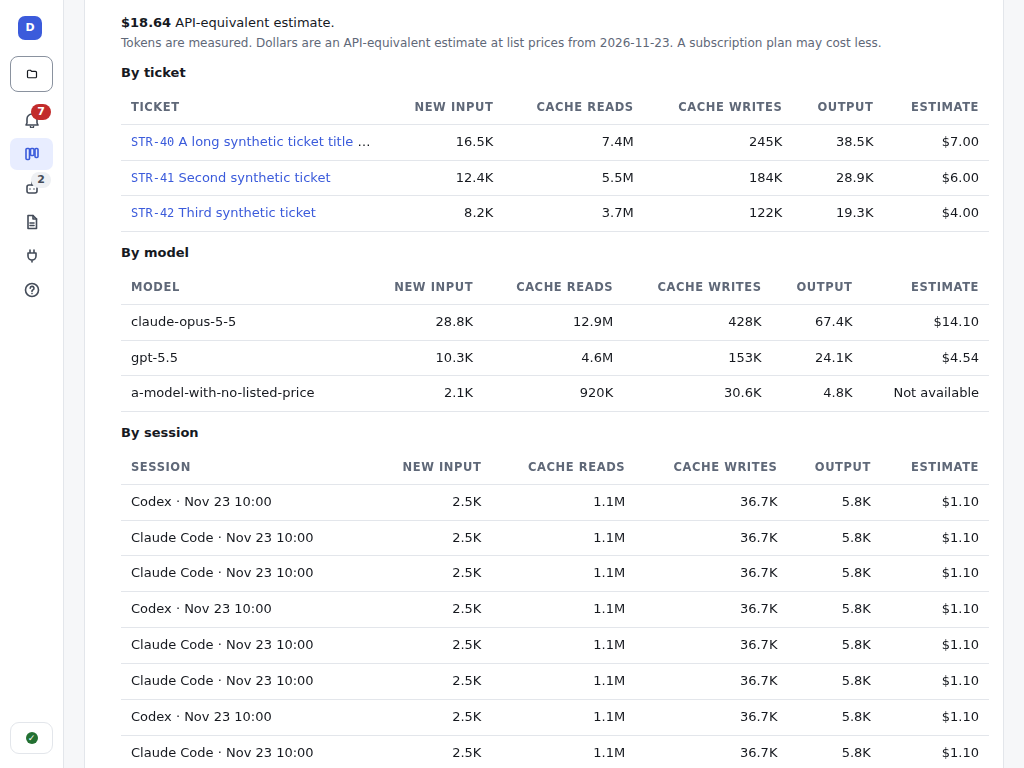 D
7
2
$18.64 API-equivalent estimate.
Tokens are measured. Dollars are an API-equivalent estimate at list prices from 2026-11-23. A subscription plan may cost less.
By ticket
TICKET NEW INPUT CACHE READS CACHE WRITES OUTPUT ESTIMATE
STR-40 A long synthetic ticket title … 16.5K 7.4M 245K 38.5K $7.00
STR-41 Second synthetic ticket 12.4K 5.5M 184K 28.9K $6.00
STR-42 Third synthetic ticket 8.2K 3.7M 122K 19.3K $4.00
By model
MODEL NEW INPUT CACHE READS CACHE WRITES OUTPUT ESTIMATE
claude-opus-5-5 28.8K 12.9M 428K 67.4K $14.10
gpt-5.5 10.3K 4.6M 153K 24.1K $4.54
a-model-with-no-listed-price 2.1K 920K 30.6K 4.8K Not available
By session
SESSION NEW INPUT CACHE READS CACHE WRITES OUTPUT ESTIMATE
Codex · Nov 23 10:00 2.5K 1.1M 36.7K 5.8K $1.10
Claude Code · Nov 23 10:00 2.5K 1.1M 36.7K 5.8K $1.10
Claude Code · Nov 23 10:00 2.5K 1.1M 36.7K 5.8K $1.10
Codex · Nov 23 10:00 2.5K 1.1M 36.7K 5.8K $1.10
Claude Code · Nov 23 10:00 2.5K 1.1M 36.7K 5.8K $1.10
Claude Code · Nov 23 10:00 2.5K 1.1M 36.7K 5.8K $1.10
Codex · Nov 23 10:00 2.5K 1.1M 36.7K 5.8K $1.10
Claude Code · Nov 23 10:00 2.5K 1.1M 36.7K 5.8K $1.10